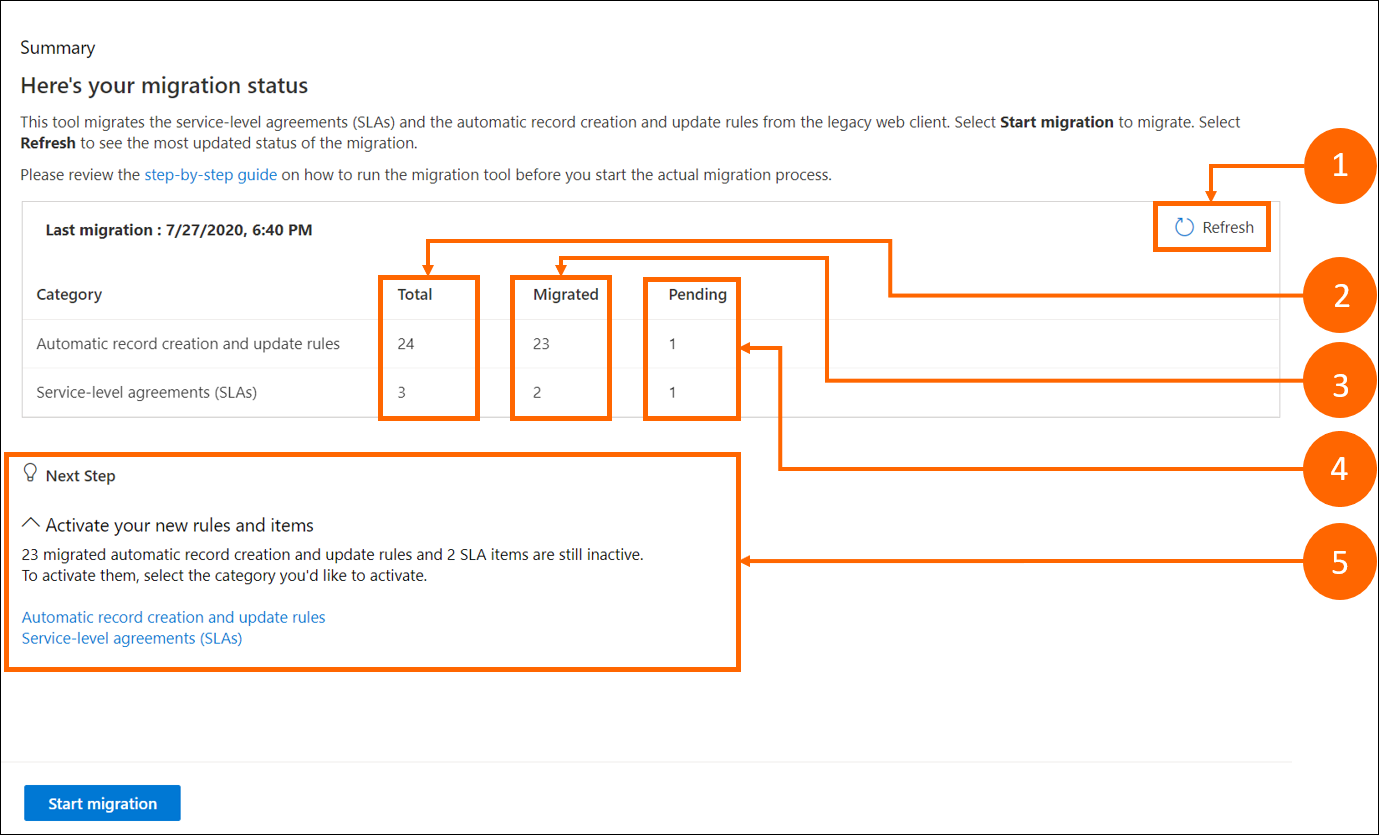 Summary
Here's your migration status
This tool migrates the service-level agreements (SLAs) and the automatic record creation and update rules from the legacy web client. Select Start migration to migrate. Select
Refresh to see the most updated status of the migration.
Please review the step-by-step guide on how to run the migration tool before you start the actual migration process.
1
Last migration : 7/27/2020, 6:40 PM
Refresh
Category Total Migrated Pending
2
Automatic record creation and update rules 24 23 1
Service-level agreements (SLAs) 3 2 1
3
4
Next Step
Activate your new rules and items
23 migrated automatic record creation and update rules and 2 SLA items are still inactive.
To activate them, select the category you'd like to activate.
5
Automatic record creation and update rules
Service-level agreements (SLAs)
Start migration